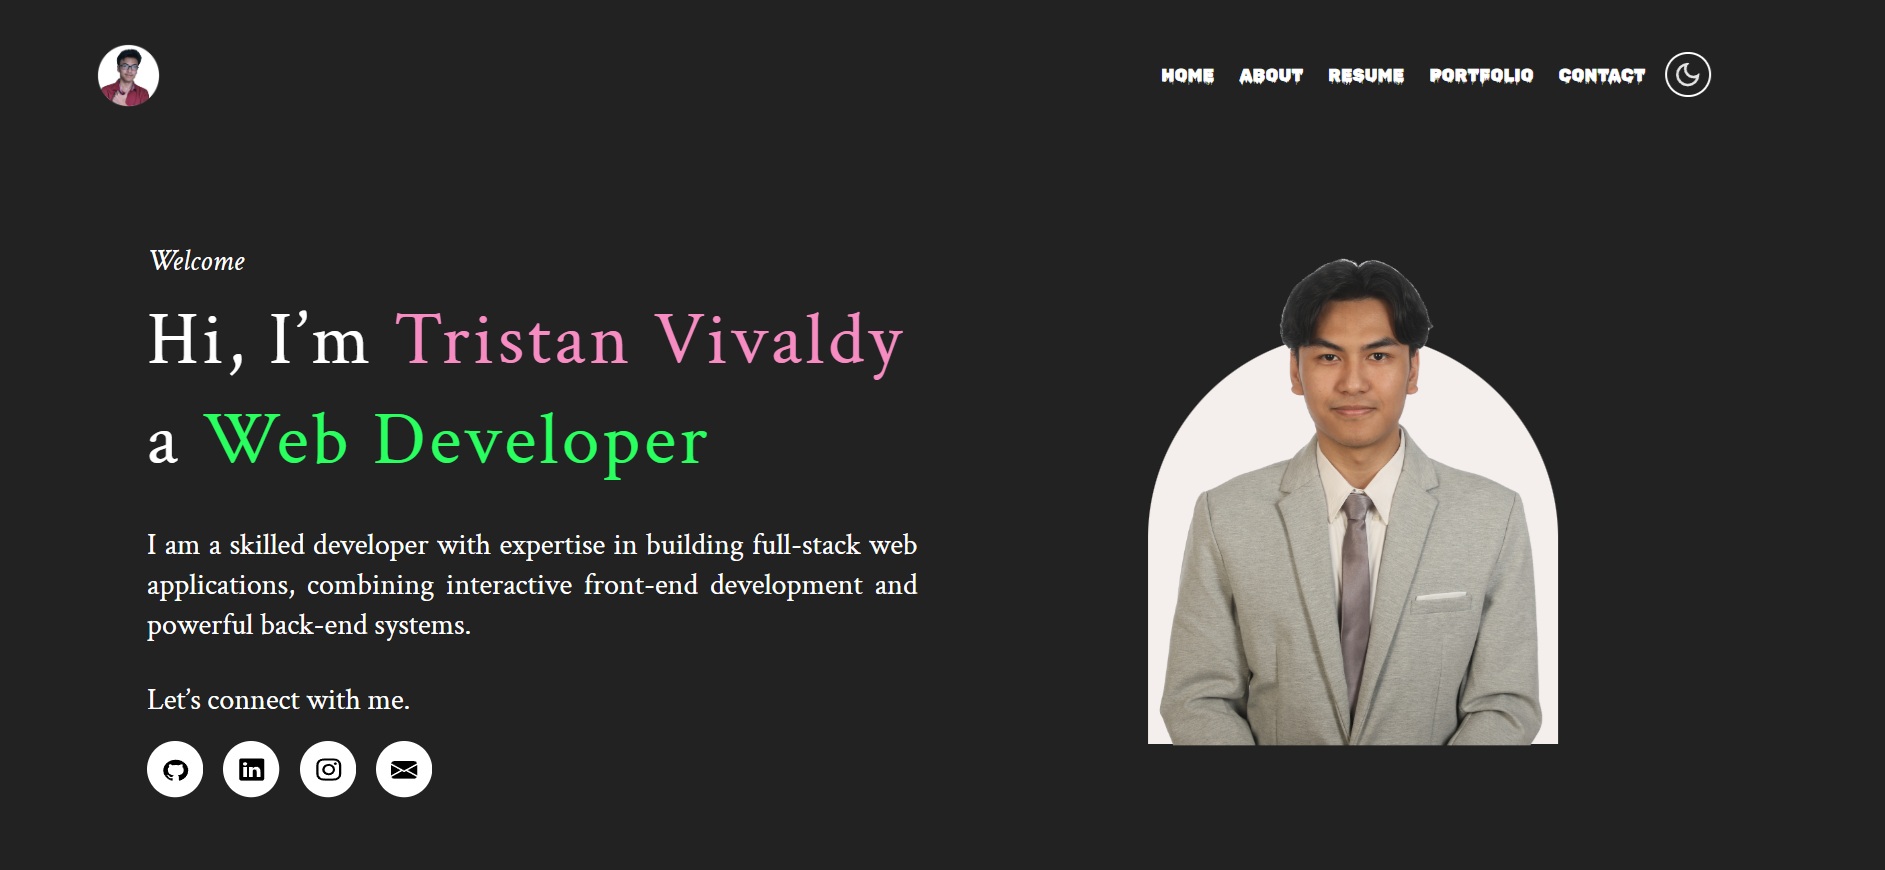 HOME ABOUT RESUME PORTFOLIO CONTACT
Welcome
Hi, I’m Tristan Vivaldy
a Web Developer
I am a skilled developer with expertise in building full-stack web
applications, combining interactive front-end development and
powerful back-end systems.
Let’s connect with me.
in